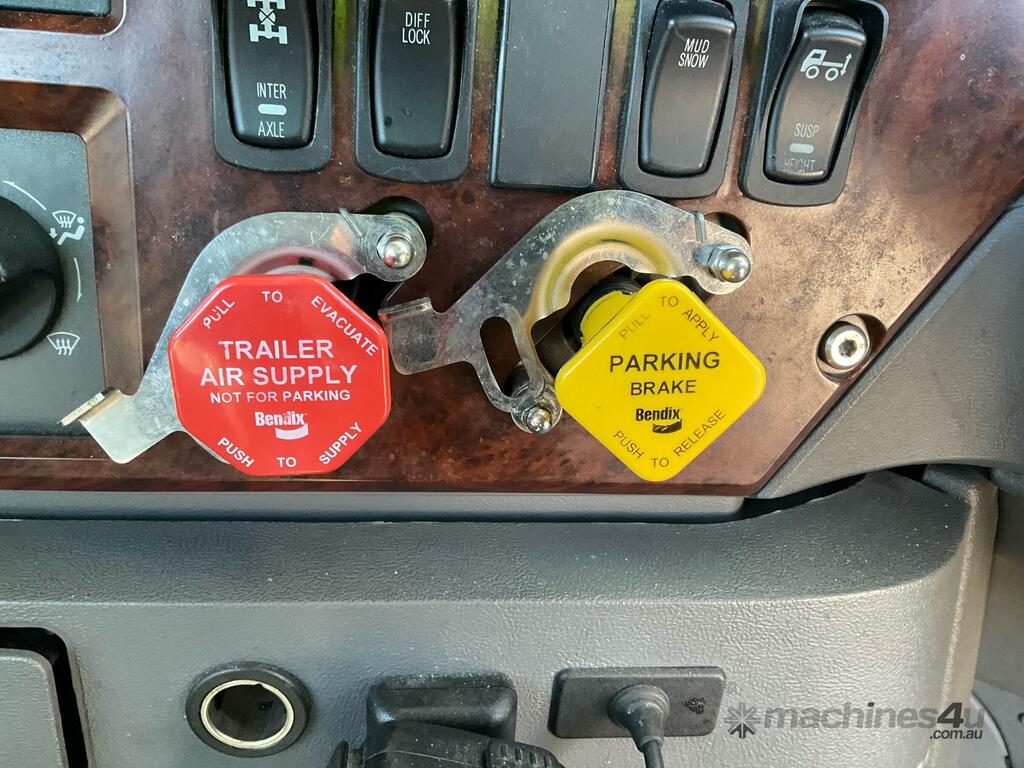 INTER
AXLE
DIFF
LOCK
MUD
SNOW
SUSP
HEIGHT
PULL TO EVACUATE
TRAILER
AIR SUPPLY
NOT FOR PARKING
Bendix
PUSH TO SUPPLY
PULL TO APPLY
PARKING
BRAKE
Bendix
PUSH TO RELEASE
machines4u
.com.au